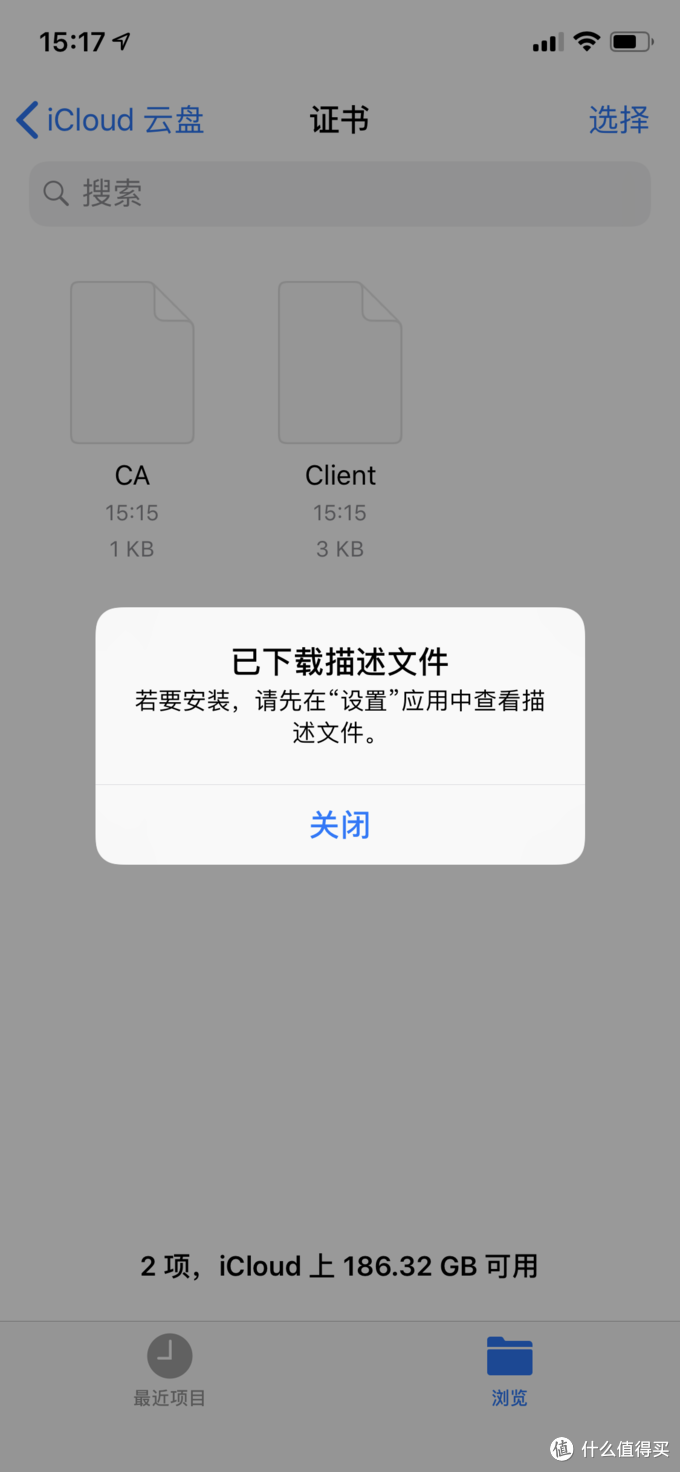 15:17
iCloud 云盘
证书
选择
搜索
CA
Client
15:15
15:15
1 KB
3 KB
已下载描述文件
若要安装，请先在“设置”应用中查看描
述文件。
关闭
2 项，iCloud 上 186.32 GB 可用
最近项目
浏览
值 什么值得买